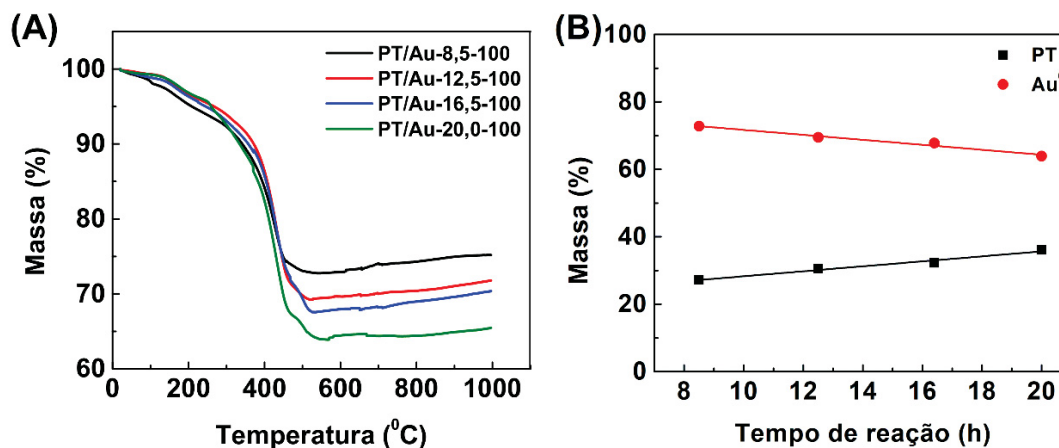 (A)
PT/Au-8,5-100
PT/Au-12,5-100
PT/Au-16,5-100
PT/Au-20,0-100
100
90
80
70
60
0 200 400 600 800 1000
Massa (%)
Temperatura (⁰C)
(B)
PT
Au
100
80
60
40
20
0
8 10 12 14 16 18 20
Massa (%)
Tempo de reação (h)